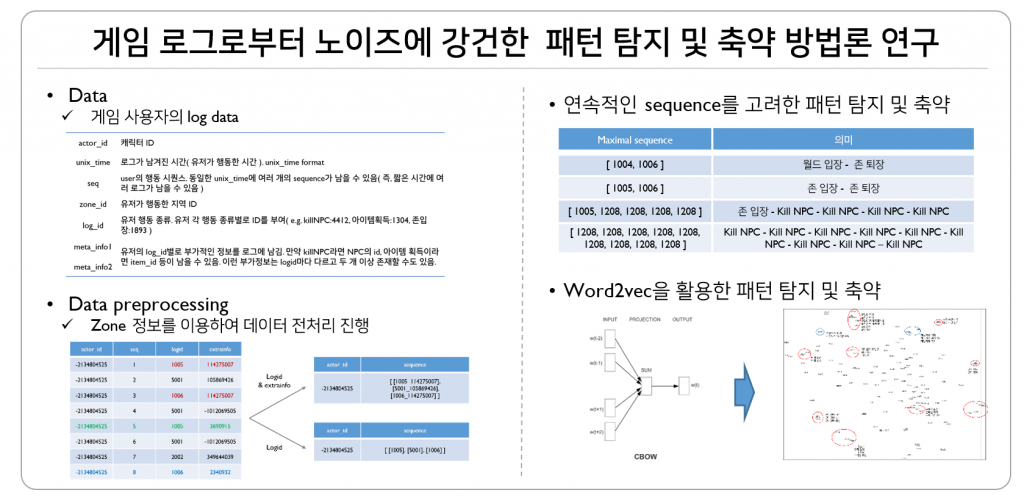 게임 로그로부터 노이즈에 강건한 패턴 탐지 및 축약 방법론 연구
• Data
✓ 게임 사용자의 log data
actor_id 캐릭터 ID
unix_time 로그가 남겨진 시간( 유저가 행동한 시간 ). unix_time format
seq user의 행동 시퀀스. 동일한 unix_time에 여러 개의 sequence가 남을 수 있음( 즉, 짧은 시간에 여
러 로그가 남을 수 있음 )
zone_id 유저가 행동한 지역 ID
log_id 유저 행동 종류. 유저 각 행동 종류별로 ID를 부여( e.g. killNPC:4412, 아이템획득:1304, 존입
장:1893 )
meta_info1 유저의 log_id별로 부가적인 정보를 로그에 남김. 만약 killNPC라면 NPC의 id, 아이템 획득이라
meta_info2 면 item_id 등이 남을 수 있음. 이런 부가정보는 logid마다 다르고 두 개 이상 존재할 수도 있음.
• Data preprocessing
✓ Zone 정보를 이용하여 데이터 전처리 진행
actor_id seq logid extrainfo
-2134804525 1 1005 114275007
-2134804525 2 5001 105869426
-2134804525 3 1006 114275007
-2134804525 4 5001 -1012069505
-2134804525 5 1005 3690915
-2134804525 6 5001 -1012069505
-2134804525 7 2002 349644039
-2134804525 8 1006 2340932
Logid
& extrainfo
Logid
actor_id sequence
-2134804525 [ [1005_114275007],
[5001_105869426],
[1006_114275007] ]
actor_id sequence
-2134804525 [ [1005], [5001], [1006] ]
• 연속적인 sequence를 고려한 패턴 탐지 및 축약
Maximal sequence 의미
[ 1004, 1006 ] 월드 입장 - 존 퇴장
[ 1005, 1006 ] 존 입장 - 존 퇴장
[ 1005, 1208, 1208, 1208, 1208 ] 존 입장 - Kill NPC - Kill NPC - Kill NPC - Kill NPC
[ 1208, 1208, 1208, 1208, 1208, Kill NPC - Kill NPC - Kill NPC - Kill NPC - Kill NPC - Kill
1208, 1208, 1208, 1208 ] NPC - Kill NPC - Kill NPC – Kill NPC
• Word2vec을 활용한 패턴 탐지 및 축약
INPUT PROJECTION OUTPUT
w(t-2)
w(t-1)
SUM
w(t)
w(t+1)
w(t+2)
CBOW